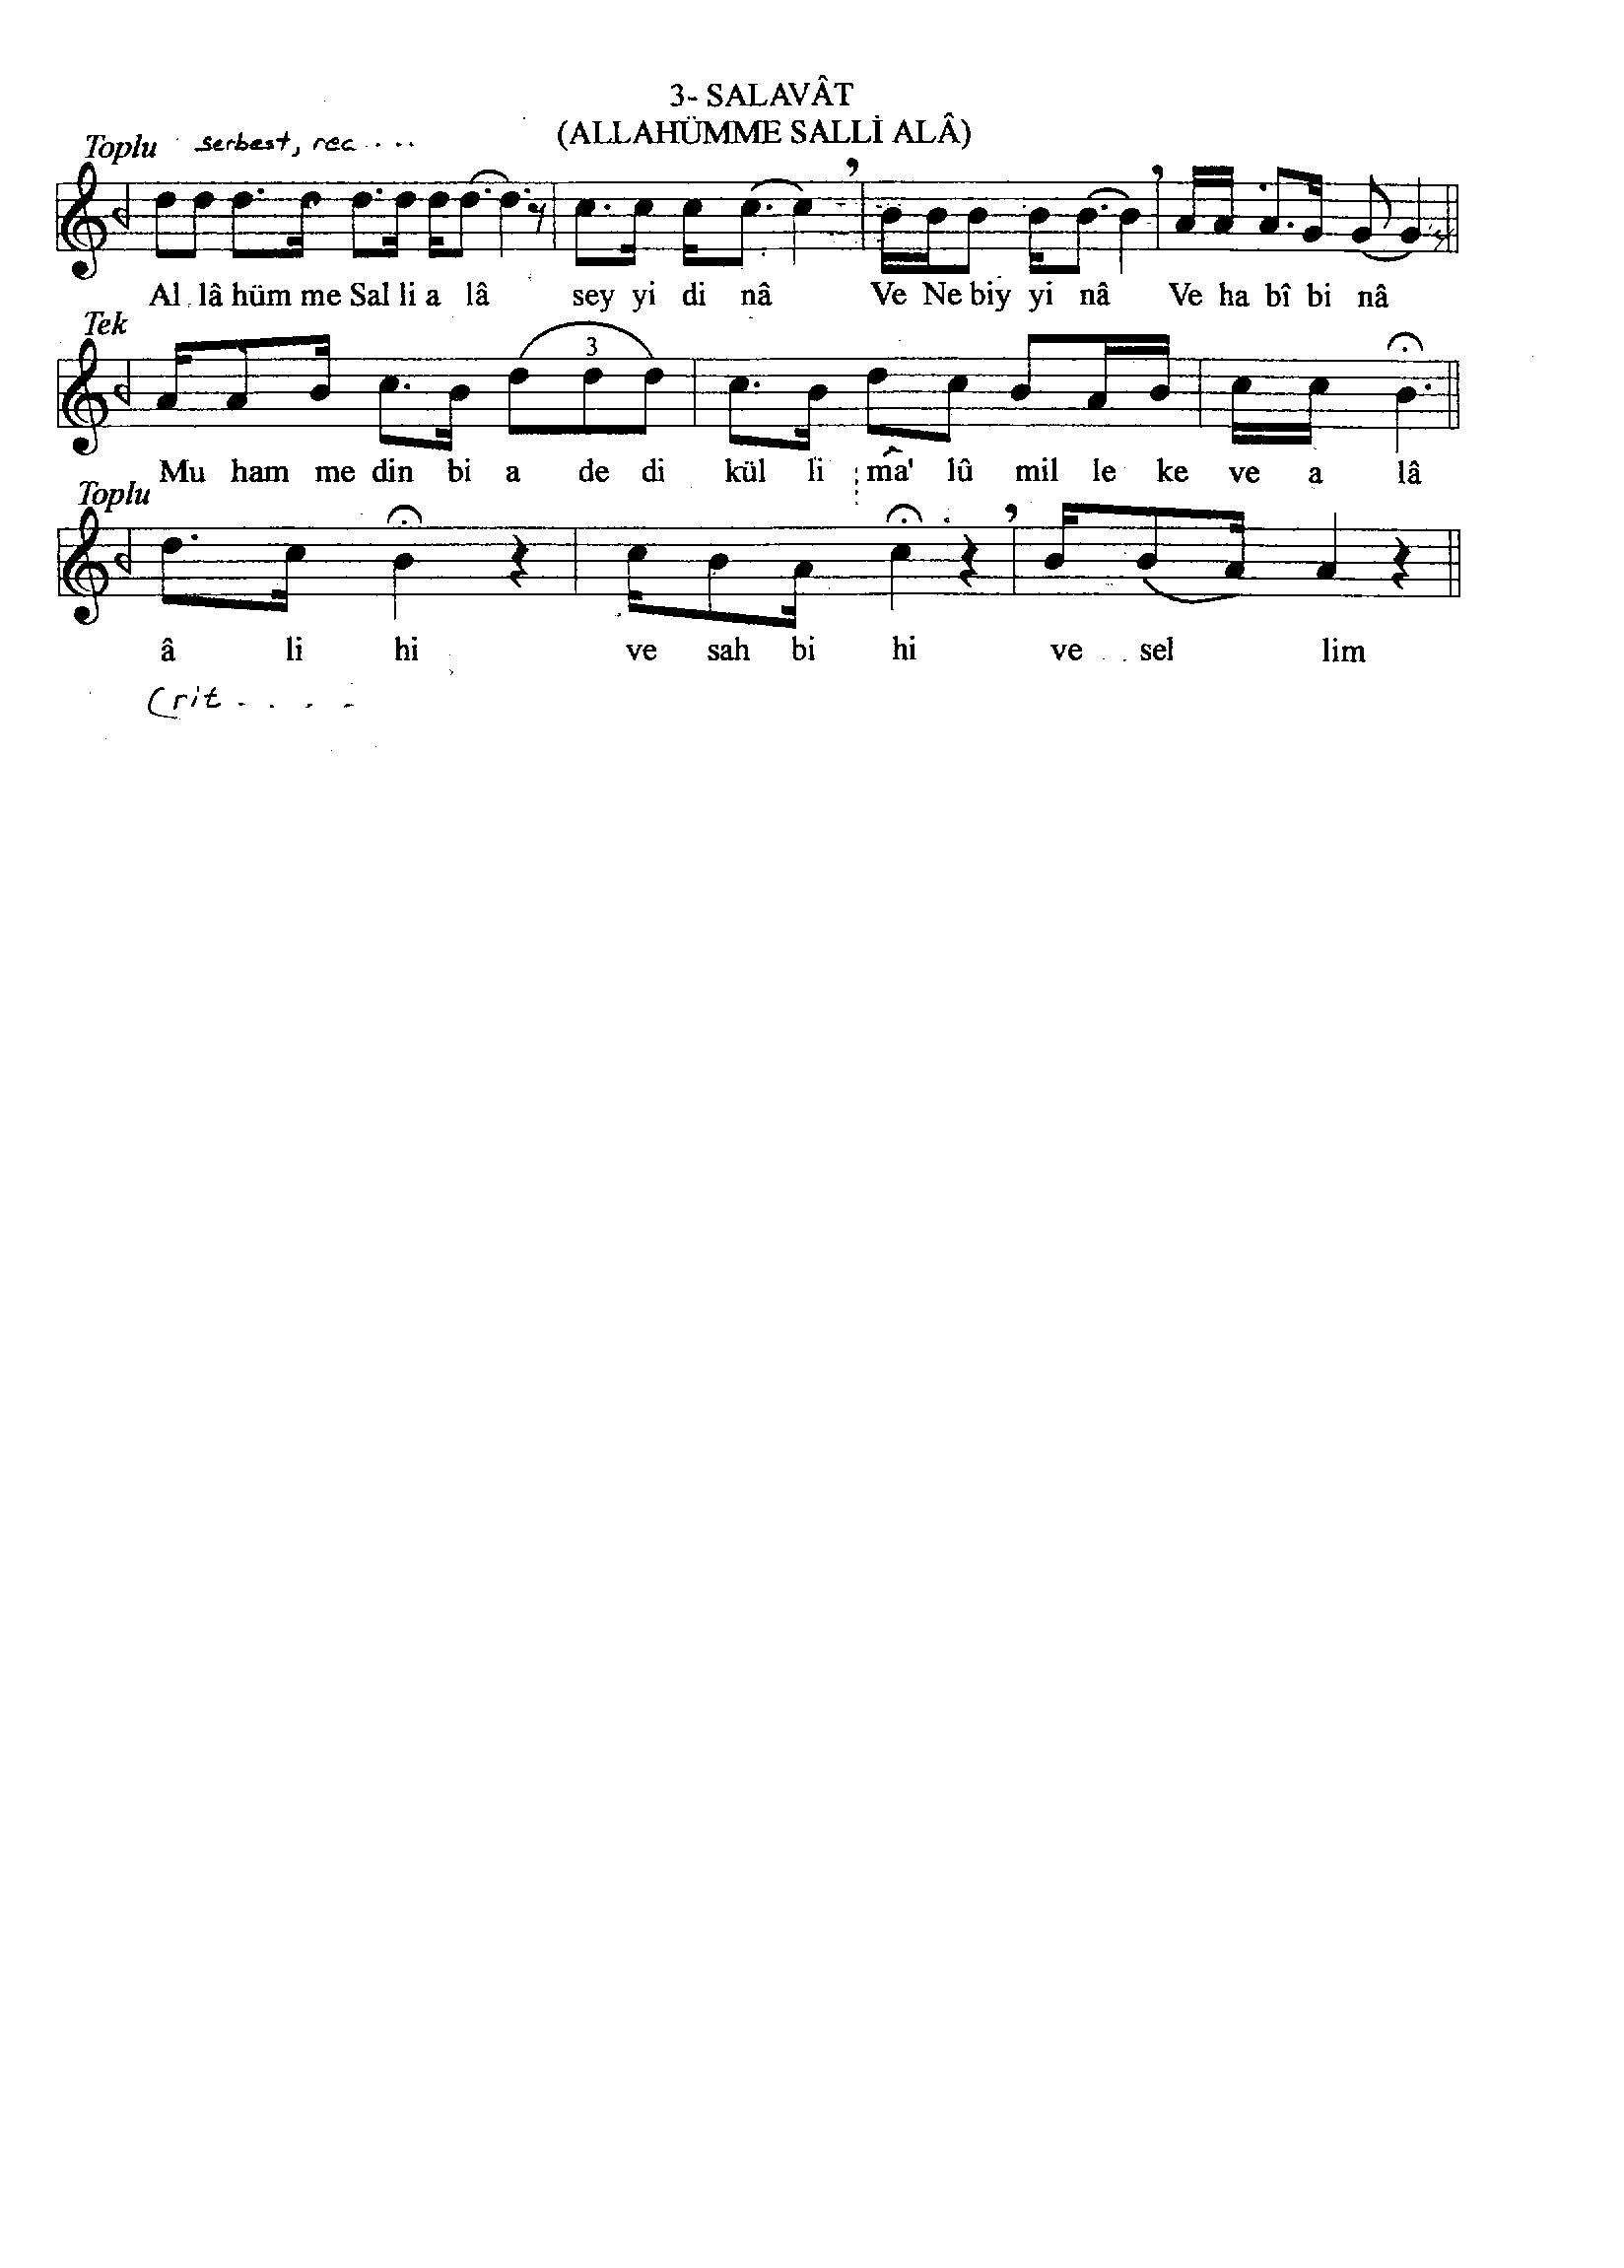 3- SALAVÂT
(ALLAHÜMME SALLİ ALÂ)
Toplu serbest, rec....
Al lâ hüm me Sal li a lâ sey yi di nâ Ve Ne biy yi nâ Ve ha bî bi nâ
Tek
3
Mu ham me din bi a de di kül li ma' lû mil le ke ve a lâ
Toplu
â li hi ve sah bi hi ve sel lim
(rit....